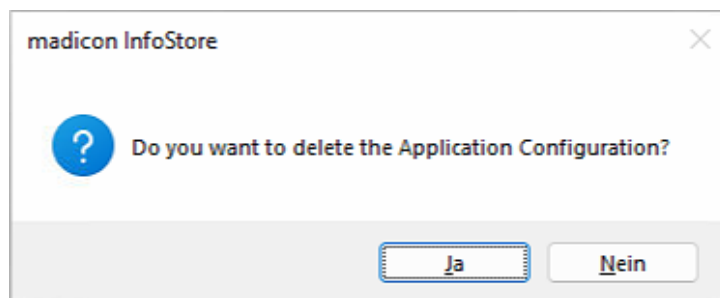 madicon InfoStore
?
Do you want to delete the Application Configuration?
Ja
Nein